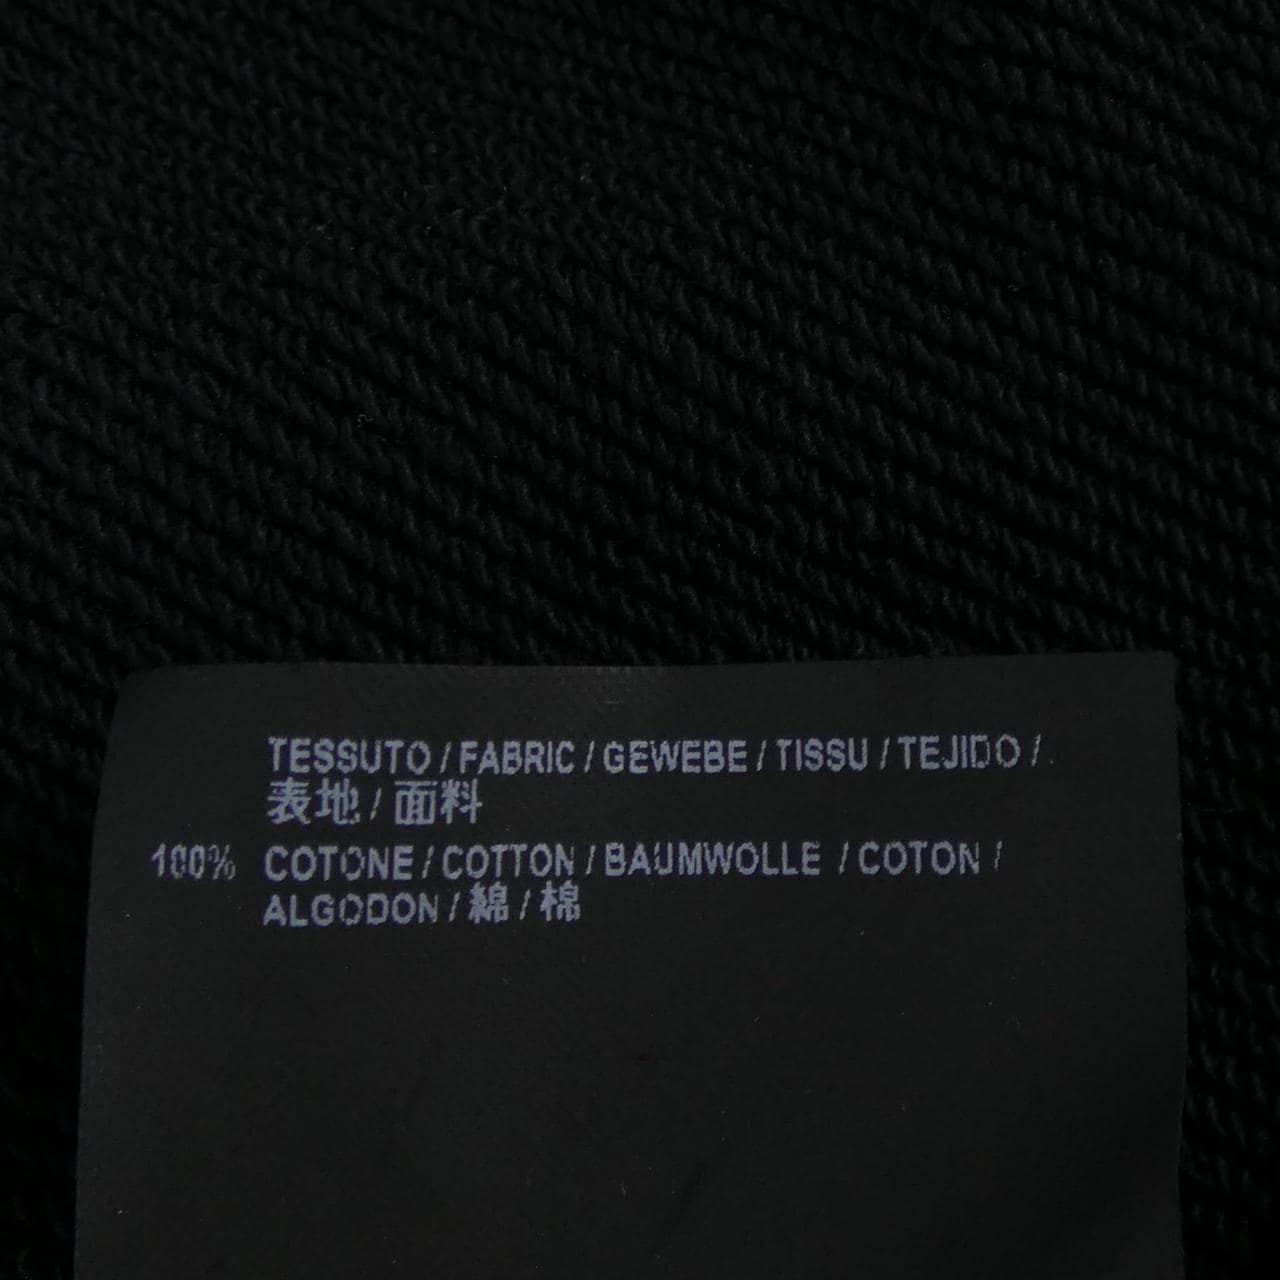 TESSUTO / FABRIC / GEWEBE / TISSU / TEJIDO /
表地 / 面料
100% COTONE / COTTON / BAUMWOLLE / COTON /
ALGODON / 綿 / 棉